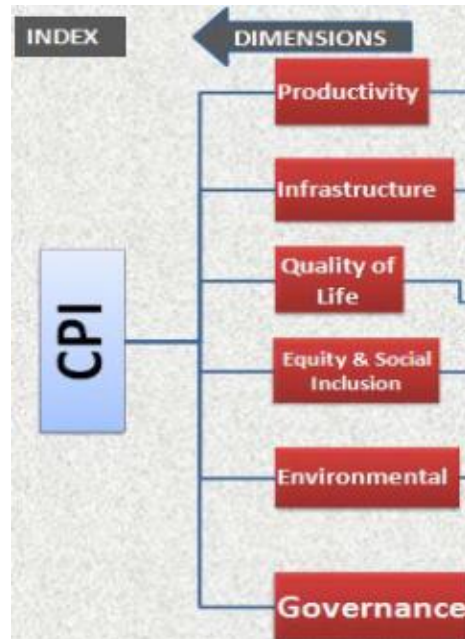 INDEX
DIMENSIONS
Productivity
Infrastructure
Quality of
Life
CPI
Equity & Social
Inclusion
Environmental
Governance